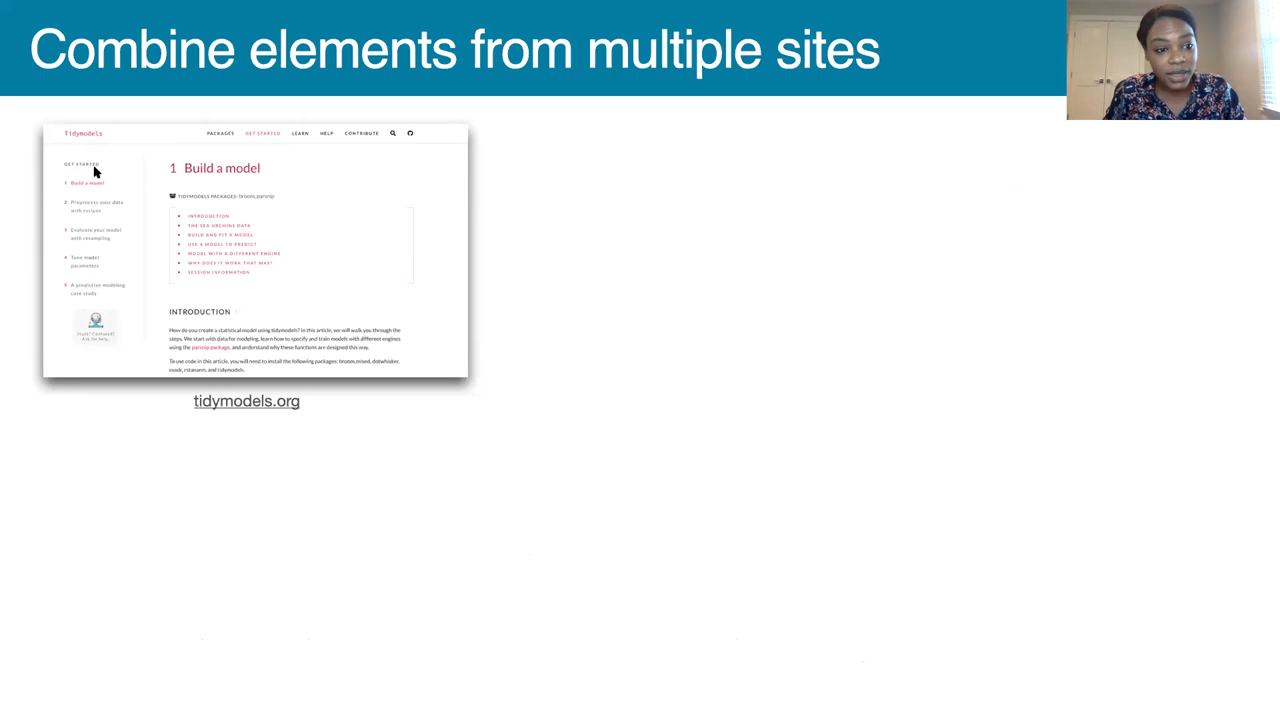 Combine elements from multiple sites
Tidymodels
PACKAGES GET STARTED LEARN HELP CONTRIBUTE
GET STARTED
1 Build a model
2 Preprocess your data
with recipes
3 Evaluate your model
with resampling
4 Tune model
parameters
5 A predictive modeling
case study
Stuck? Confused?
Ask for help.
1 Build a model
TIDYMODELS PACKAGES: broom, parsnip
INTRODUCTION
THE SEA URCHINS DATA
BUILD AND FIT A MODEL
USE A MODEL TO PREDICT
MODEL WITH A DIFFERENT ENGINE
WHY DOES IT WORK THAT WAY?
SESSION INFORMATION
INTRODUCTION
How do you create a statistical model using tidymodels? In this article, we will walk you through the
steps. We start with data for modeling, learn how to specify and train models with different engines
using the parsnip package, and understand why these functions are designed this way.
To use code in this article, you will need to install the following packages: broom.mixed, dotwhisker,
readr, rstanarm, and tidymodels.
tidymodels.org